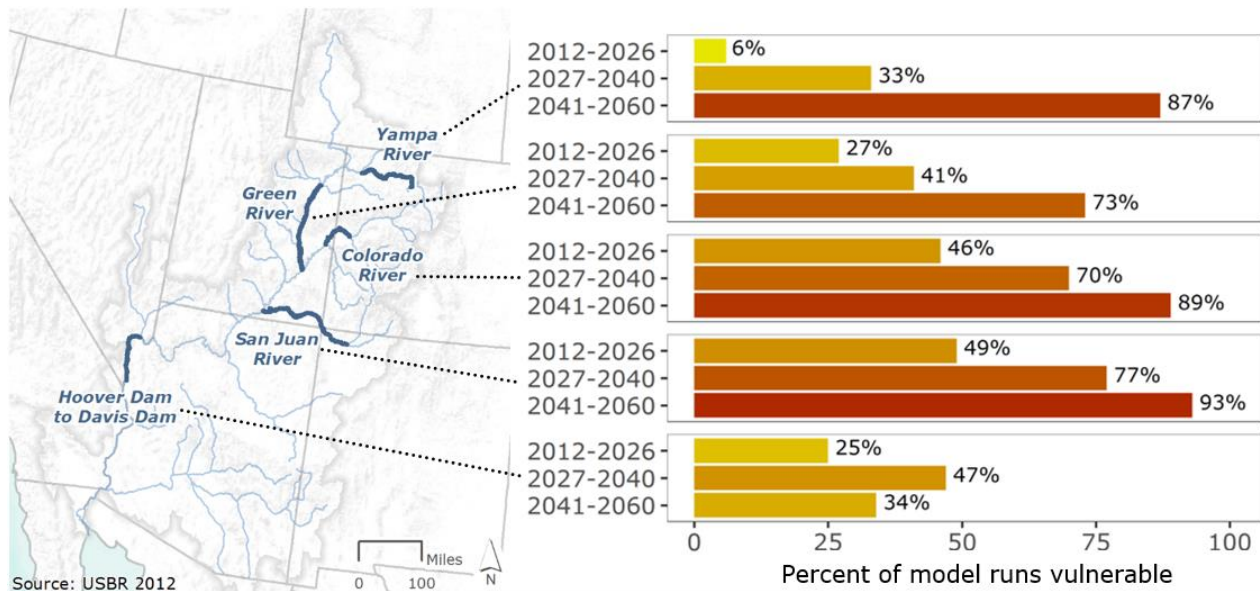 Yampa
River
Green
River
Colorado
River
San Juan
River
Hoover Dam
to Davis Dam
Miles
0 100
N
Source: USBR 2012
2012-2026 6%
2027-2040 33%
2041-2060 87%
2012-2026 27%
2027-2040 41%
2041-2060 73%
2012-2026 46%
2027-2040 70%
2041-2060 89%
2012-2026 49%
2027-2040 77%
2041-2060 93%
2012-2026 25%
2027-2040 47%
2041-2060 34%
0 25 50 75 100
Percent of model runs vulnerable